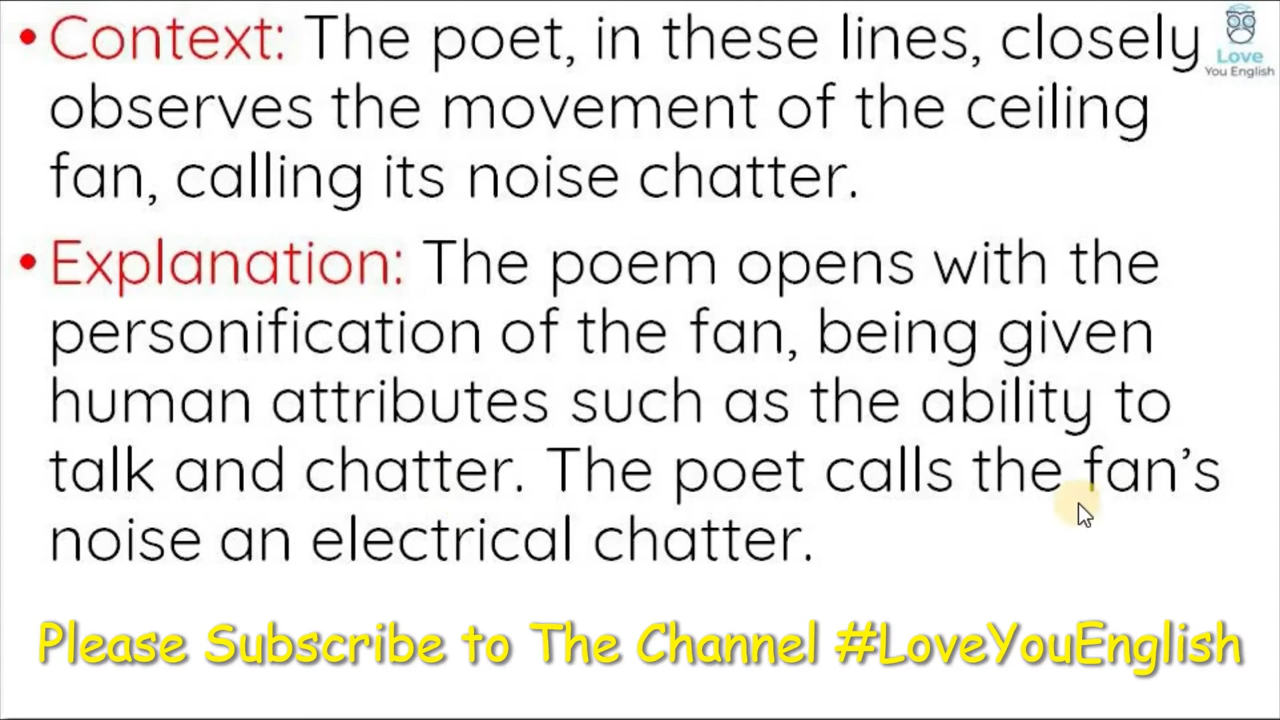 • Context: The poet, in these lines, closely
observes the movement of the ceiling
fan, calling its noise chatter.
• Explanation: The poem opens with the
personification of the fan, being given
human attributes such as the ability to
talk and chatter. The poet calls the fan’s
noise an electrical chatter.
Please Subscribe to The Channel #LoveYouEnglish
Love
You English